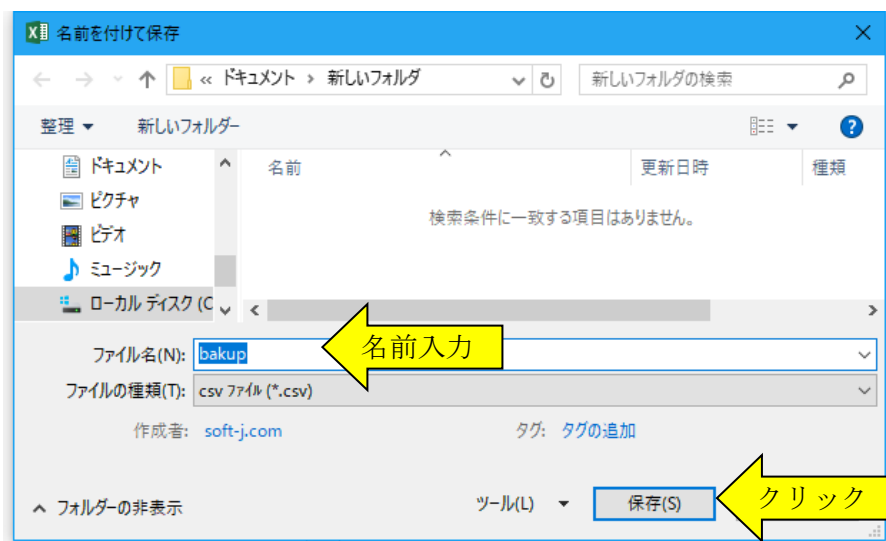 名前を付けて保存
« ドキュメント › 新しいフォルダ
新しいフォルダの検索
整理 ▼ 新しいフォルダー
ドキュメント
ピクチャ
ビデオ
ミュージック
ローカル ディスク (C
名前 更新日時 種類
検索条件に一致する項目はありません。
ファイル名(N): bakup
名前入力
ファイルの種類(T): csv ファイル (*.csv)
作成者: soft-j.com タグ: タグの追加
フォルダーの非表示 ツール(L) ▼ 保存(S)
クリック